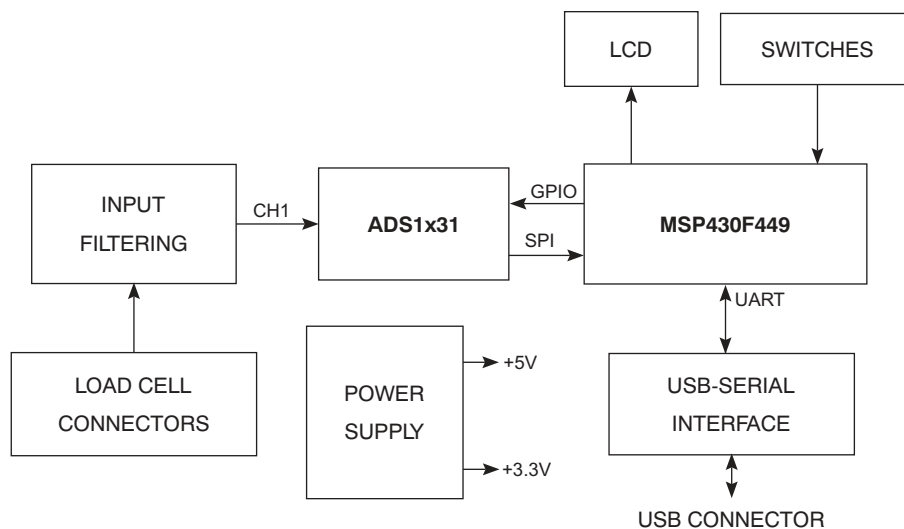 LCD
SWITCHES
INPUT
FILTERING
CH1
ADS1x31
GPIO
SPI
MSP430F449
UART
LOAD CELL
CONNECTORS
POWER
SUPPLY
+5V
+3.3V
USB-SERIAL
INTERFACE
USB CONNECTOR